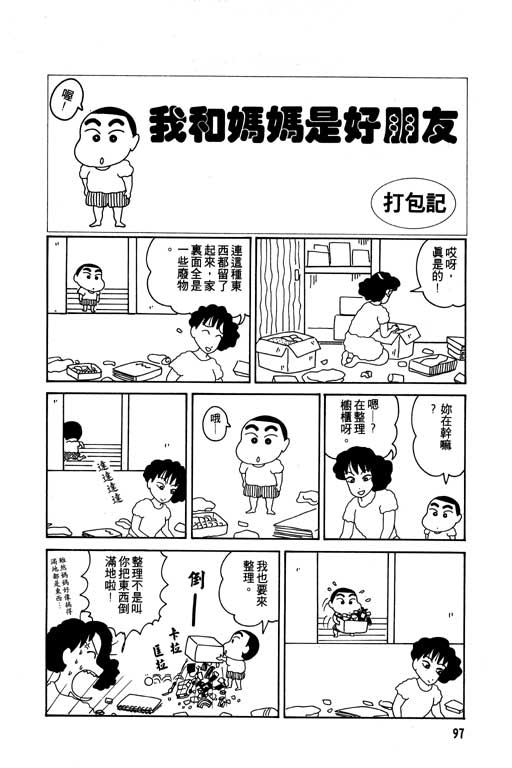 喔！
我和媽媽是好朋友
打包記
哎呀，
真是的！
連這種東
西都留了
起來，家
裏面全是
一些廢物
。
妳在幹嘛
？
嗯…？
在整理
櫥櫃呀。
哦…
達達達達
我也要來
整理。
倒—
卡拉
匡拉
整理不是叫
你把東西倒
滿地啦！
雖然媽媽好像搞得
滿地都是東西…
97